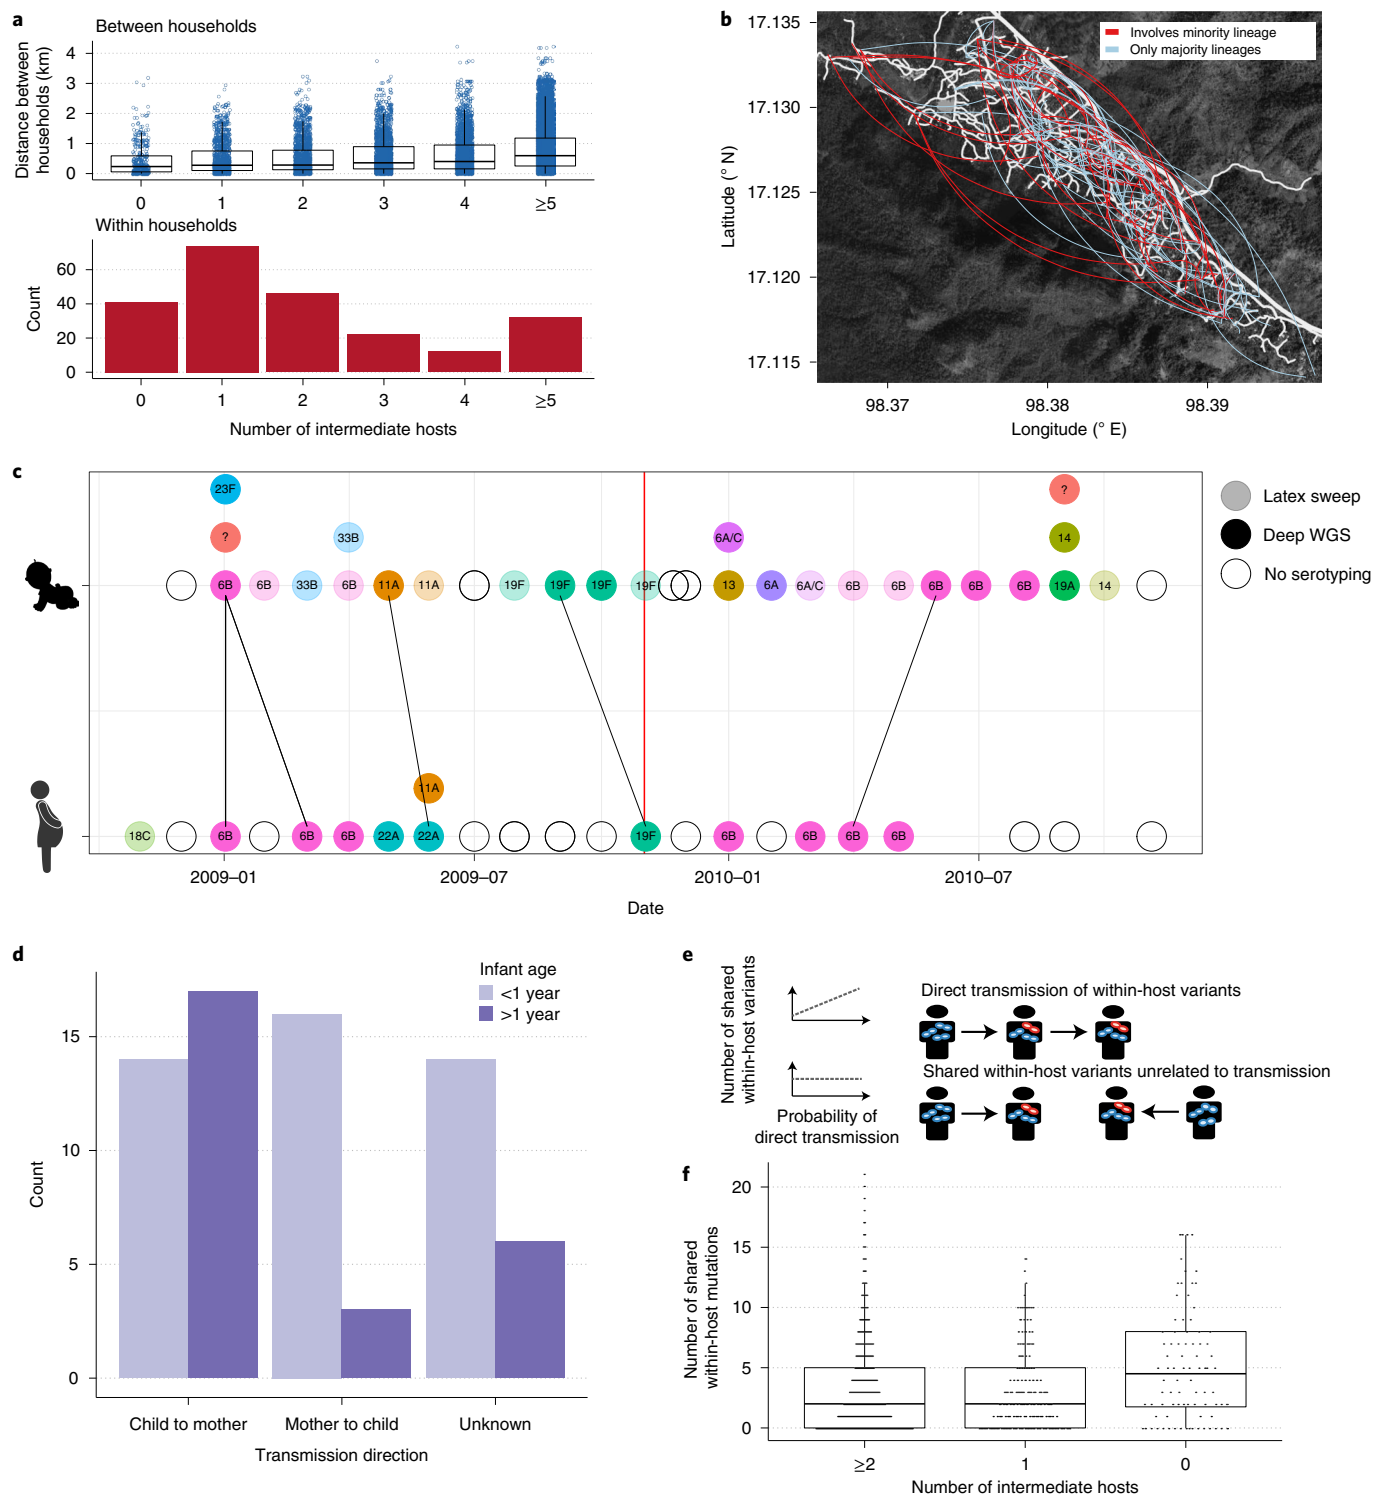 a
Between households
Distance between
households (km)
4
3
2
1
0
0 1 2 3 4 ≥5
Within households
Count
60
40
20
0
0 1 2 3 4 ≥5
Number of intermediate hosts
b
17.135
17.130
17.125
17.120
17.115
Latitude (° N)
Involves minority lineage
Only majority lineages
98.37 98.38 98.39
Longitude (° E)
c
23F
? 33B 6A/C 14
?
6B 6B 33B 6B 11A 11A 19F 19F 19F 19F 13 6A 6A/C 6B 6B 6B 6B 6B 19A 14
Latex sweep
Deep WGS
No serotyping
11A
18C 6B 6B 6B 22A 22A 19F 6B 6B 6B 6B
2009–01 2009–07 2010–01 2010–07
Date
d
Infant age
<1 year
>1 year
Count
15
10
5
0
Child to mother Mother to child Unknown
Transmission direction
e
Number of shared
within-host variants
Probability of
direct transmission
Direct transmission of within-host variants
Shared within-host variants unrelated to transmission
f
Number of shared
within-host mutations
20
15
10
5
0
≥2 1 0
Number of intermediate hosts